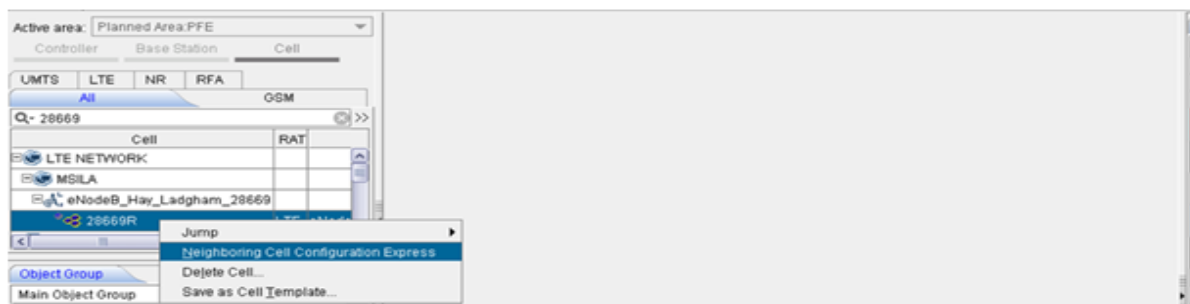 Active area: Planned Area:PFE
Controller Base Station Cell
UMTS LTE NR RFA
All GSM
28669 >>
Cell RAT
LTE NETWORK
MSILA
eNodeB_Hay_Ladgham_28669
28669R LTE eNode
Jump
Neighboring Cell Configuration Express
Object Group
Delete Cell...
Main Object Group
Save as Cell Template...